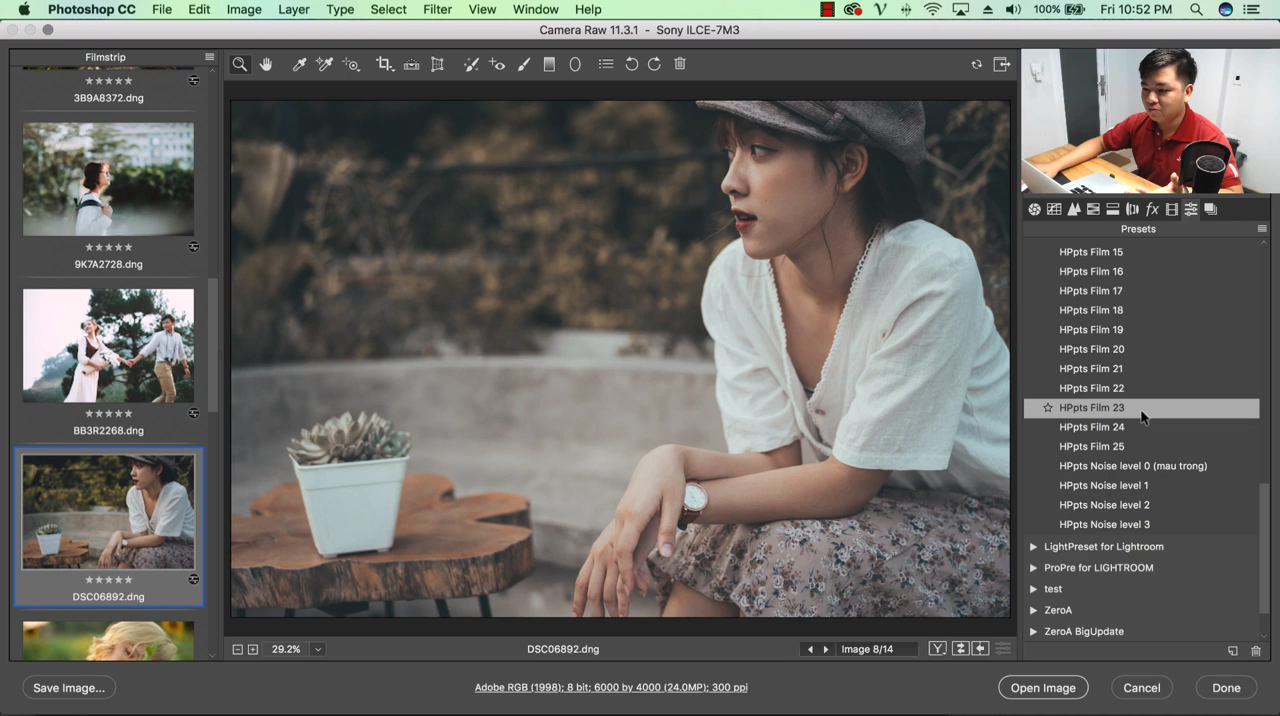 Photoshop CC File Edit Image Layer Type Select Filter View Window Help 100% Fri 10:52 PM
Camera Raw 11.3.1 - Sony ILCE-7M3
Filmstrip
3B9A8372.dng
9K7A2728.dng
BB3R2268.dng
DSC06892.dng
fx
Presets
HPpts Film 15
HPpts Film 16
HPpts Film 17
HPpts Film 18
HPpts Film 19
HPpts Film 20
HPpts Film 21
HPpts Film 22
HPpts Film 23
HPpts Film 24
HPpts Film 25
HPpts Noise level 0 (mau trong)
HPpts Noise level 1
HPpts Noise level 2
HPpts Noise level 3
LightPreset for Lightroom
ProPre for LIGHTROOM
test
ZeroA
ZeroA BigUpdate
29.2% DSC06892.dng Image 8/14 Y
Save Image... Adobe RGB (1998); 8 bit; 6000 by 4000 (24.0MP); 300 ppi Open Image Cancel Done